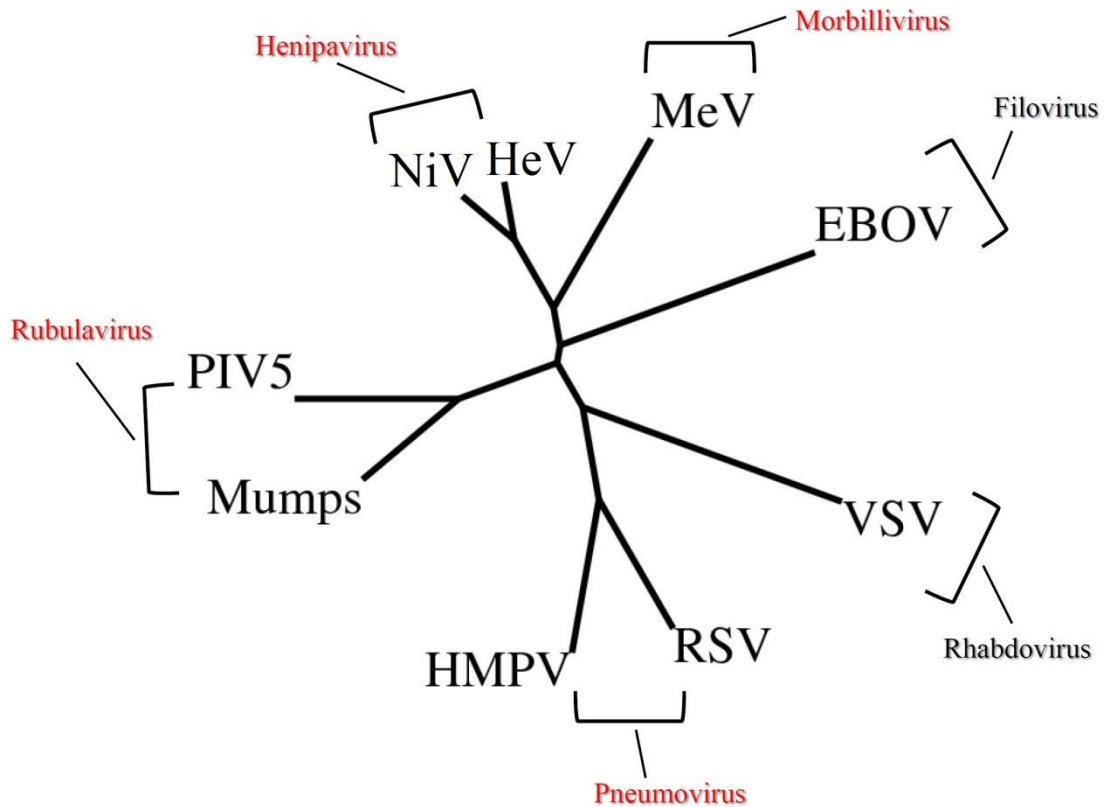 Morbillivirus
Henipavirus
MeV
Filovirus
NiV
HeV
EBOV
Rubulavirus
PIV5
Mumps
VSV
HMPV
RSV
Rhabdovirus
Pneumovirus